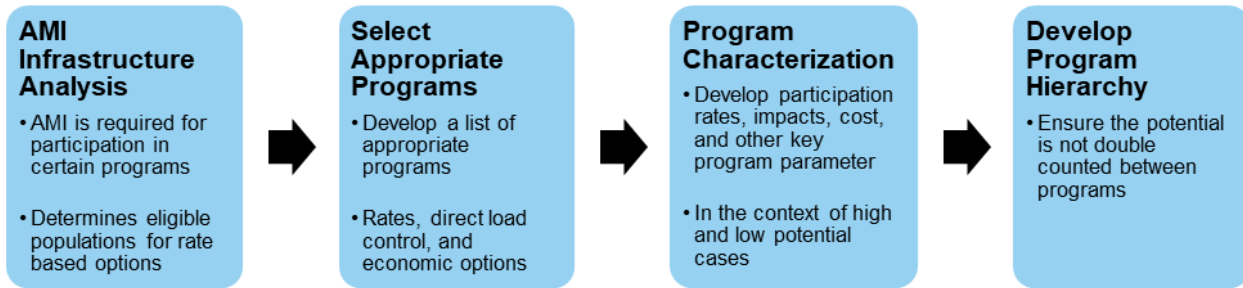 AMI
Infrastructure
Analysis
• AMI is required for
participation in
certain programs
• Determines eligible
populations for rate
based options
Select
Appropriate
Programs
• Develop a list of
appropriate
programs
• Rates, direct load
control, and
economic options
Program
Characterization
• Develop participation
rates, impacts, cost,
and other key
program parameter
• In the context of high
and low potential
cases
Develop
Program
Hierarchy
• Ensure the potential
is not double
counted between
programs